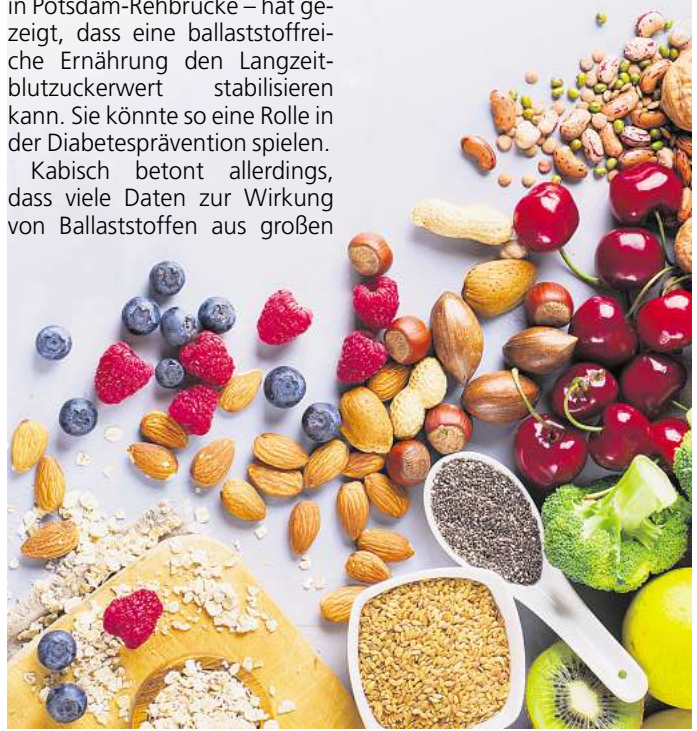 in Potsdam-Rehbrücke – hat ge-
zeigt, dass eine ballaststoffrei-
che Ernährung den Langzeit-
blutzuckerwert stabilisieren
kann. Sie könnte so eine Rolle in
der Diabetesprävention spielen.
Kabisch betont allerdings,
dass viele Daten zur Wirkung
von Ballaststoffen aus großen